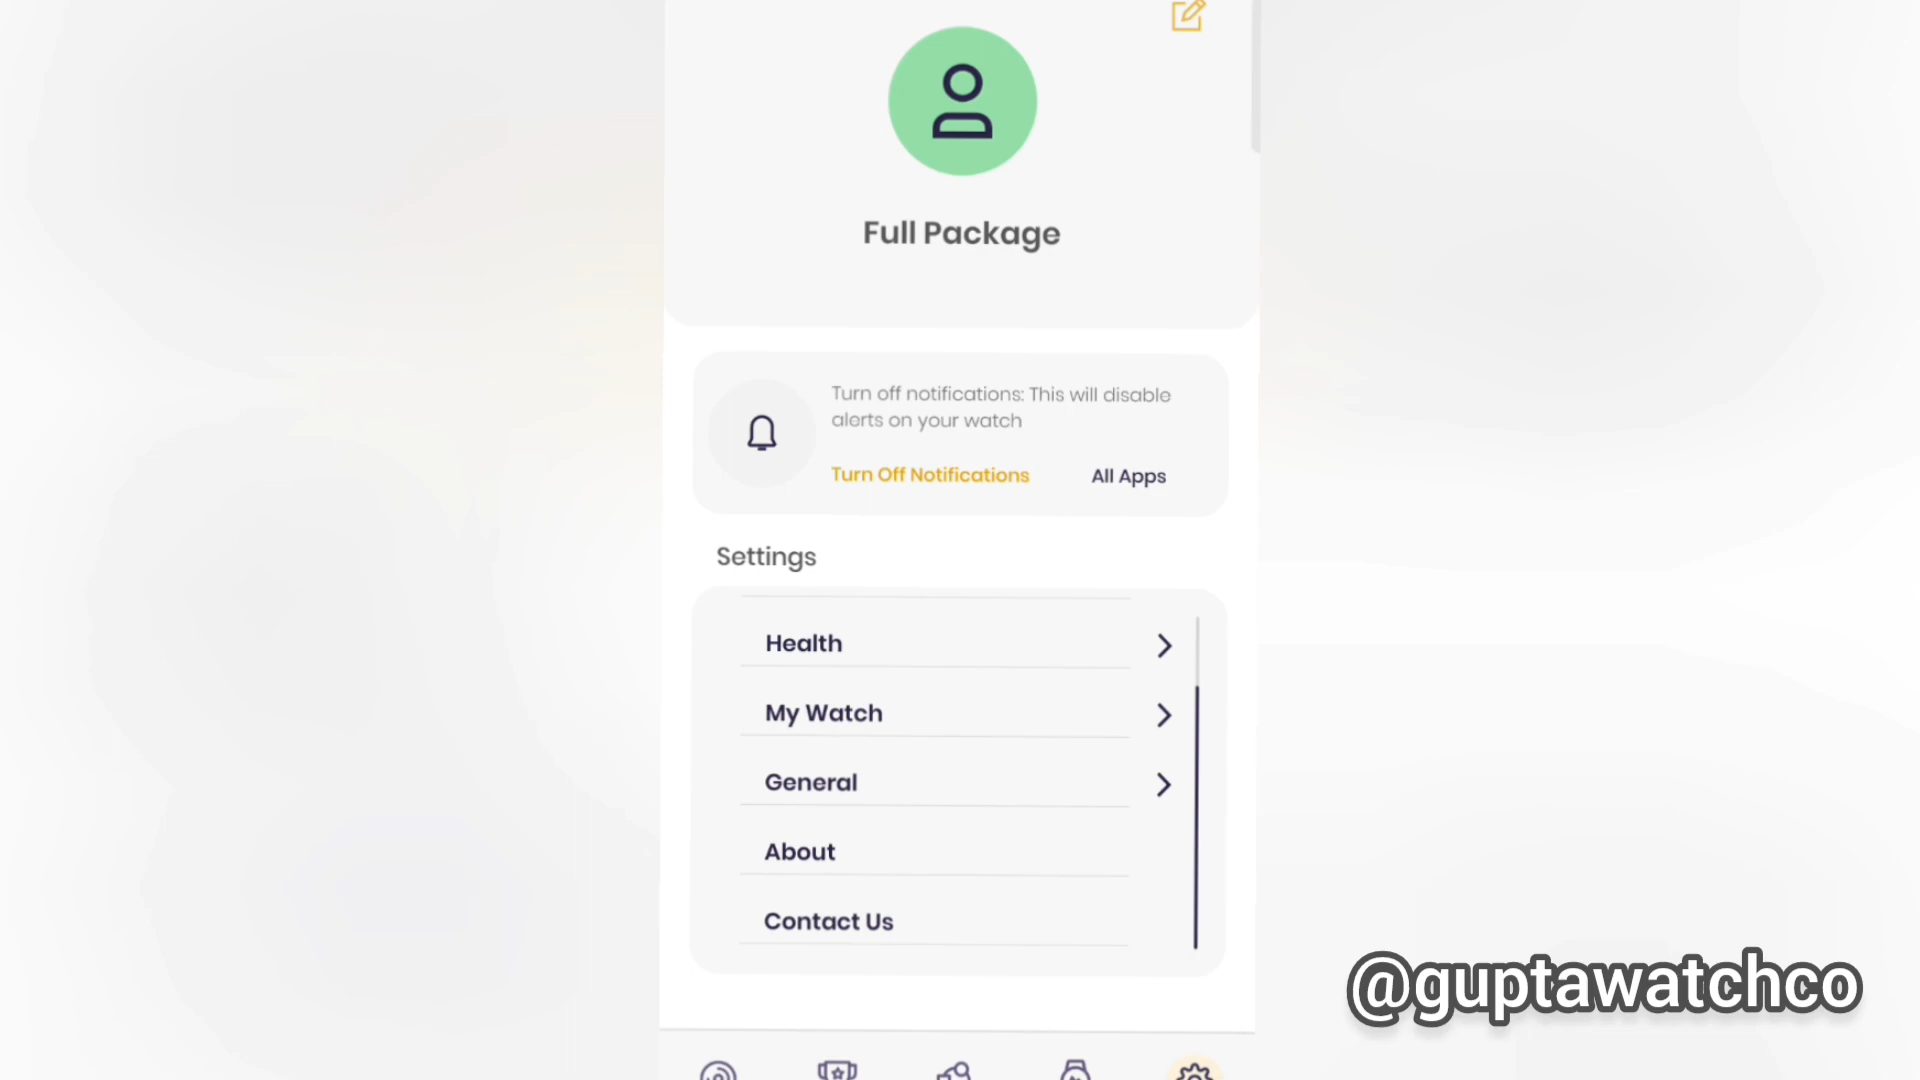 Full Package
Turn off notifications: This will disable
alerts on your watch
Turn Off Notifications
All Apps
Settings
Health
My Watch
General
About
Contact Us
@guptawatchco